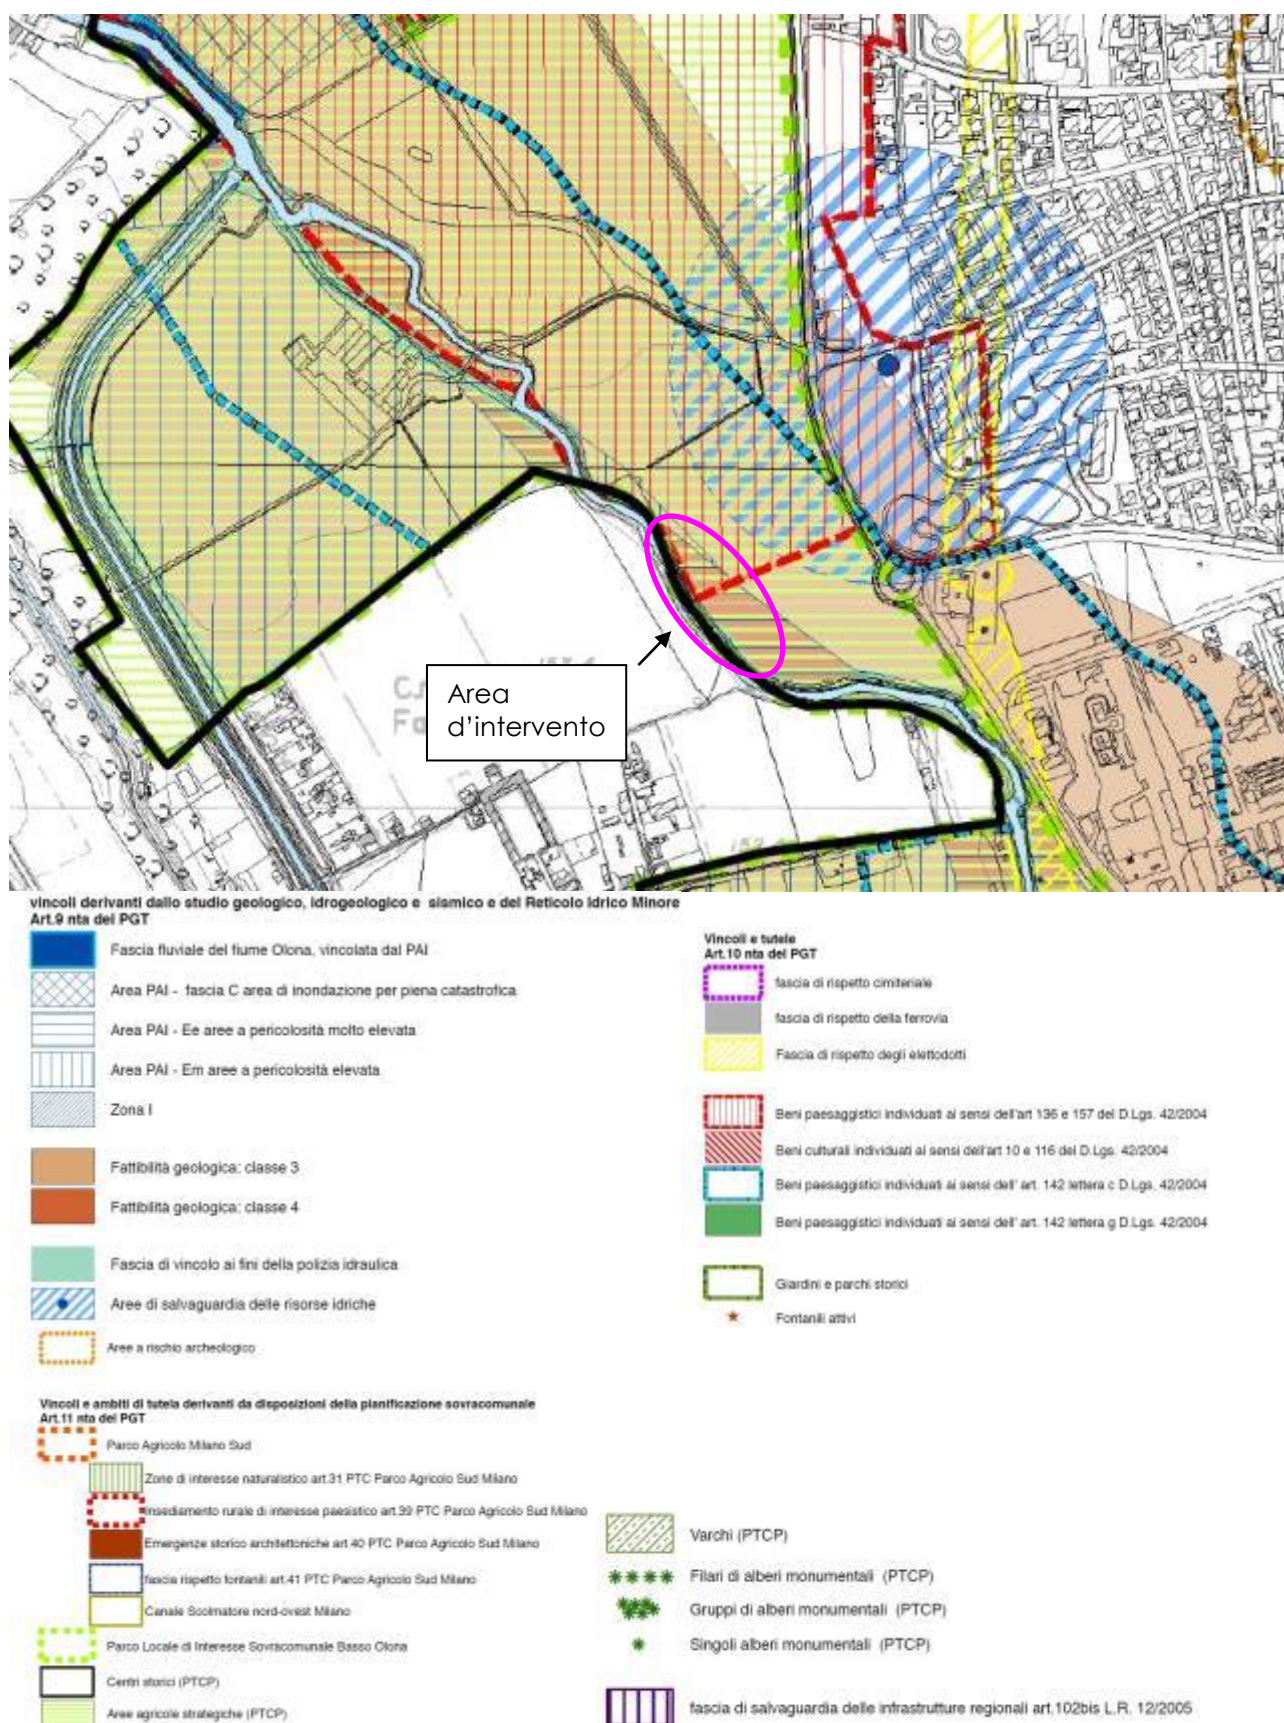 Area
d'intervento
vincoli derivanti dallo studio geologico, idrogeologico e sismico e del Reticolo Idrico Minore
Art.9 nta del PGT
Fascia fluviale del fiume Olona, vincolata dal PAI
Area PAI - fascia C area di inondazione per piena catastrofica
Area PAI - Ee aree a pericolosità molto elevata
Area PAI - Em aree a pericolosità elevata
Zona I
Fattibilità geologica: classe 3
Fattibilità geologica: classe 4
Fascia di vincolo ai fini della polizia idraulica
Aree di salvaguardia delle risorse idriche
Aree a rischio archeologico
Vincoli e tutele
Art.10 nta del PGT
fascia di rispetto cimiteriale
fascia di rispetto della ferrovia
Fascia di rispetto degli elettodotti
Beni paesaggistici individuati ai sensi dell'art 136 e 157 del D.Lgs. 42/2004
Beni culturali individuati ai sensi dell'art 10 e 116 del D.Lgs. 42/2004
Beni paesaggistici individuati ai sensi dell' art. 142 lettera c D.Lgs. 42/2004
Beni paesaggistici individuati ai sensi dell' art. 142 lettera g D.Lgs. 42/2004
Giardini e parchi storici
Fontanili attivi
Vincoli e ambiti di tutela derivanti da disposizioni della pianificazione sovracomunale
Art.11 nta del PGT
Parco Agricolo Milano Sud
Zone di interesse naturalistico art.31 PTC Parco Agricolo Sud Milano
Insediamento rurale di interesse paesistico art.39 PTC Parco Agricolo Sud Milano
Emergenze storico architettoniche art 40 PTC Parco Agricolo Sud Milano
fascia rispetto fontanili art.41 PTC Parco Agricolo Sud Milano
Canale Scolmatore nord-ovest Milano
Parco Locale di Interesse Sovracomunale Basso Olona
Centri storici (PTCP)
Aree agricole strategiche (PTCP)
Varchi (PTCP)
Filari di alberi monumentali (PTCP)
Gruppi di alberi monumentali (PTCP)
Singoli alberi monumentali (PTCP)
fascia di salvaguardia delle infrastrutture regionali art.102bis L.R. 12/2005